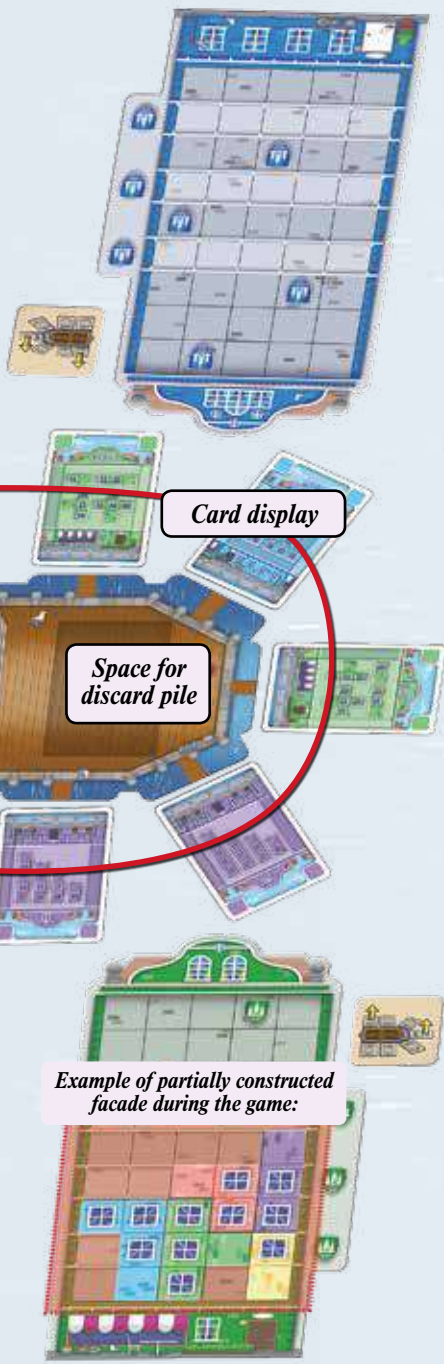 Card display
Space for
discard pile
Example of partially constructed
facade during the game: